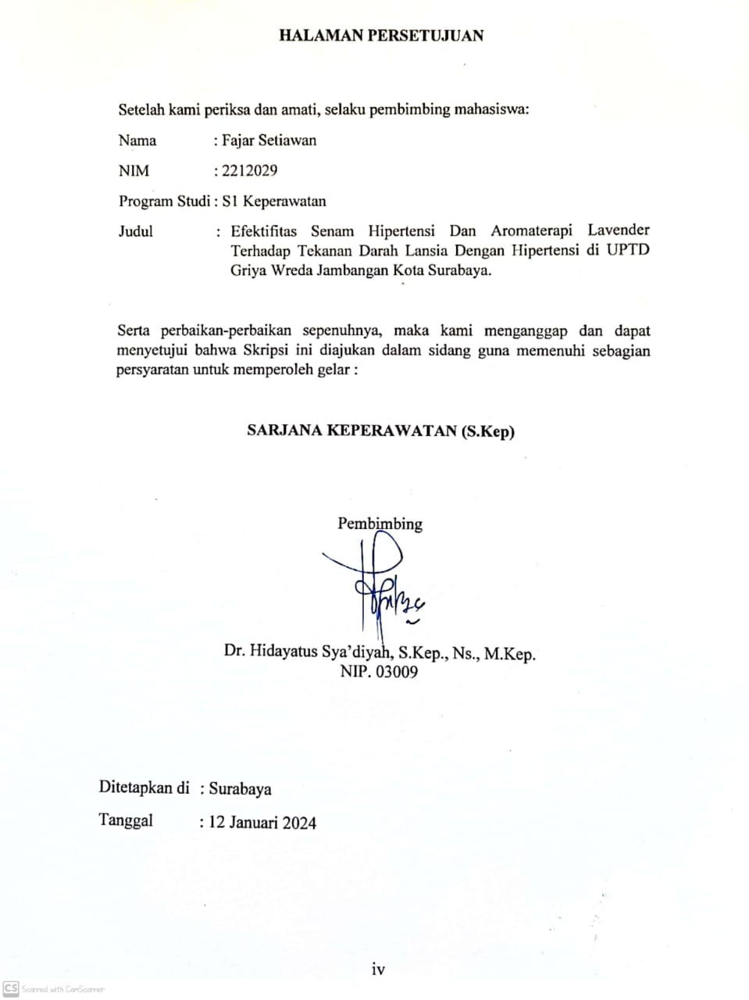 HALAMAN PERSETUJUAN
Setelah kami periksa dan amati, selaku pembimbing mahasiswa:
Nama : Fajar Setiawan
NIM : 2212029
Program Studi : S1 Keperawatan
Judul : Efektifitas Senam Hipertensi Dan Aromaterapi Lavender
Terhadap Tekanan Darah Lansia Dengan Hipertensi di UPTD
Griya Wreda Jambangan Kota Surabaya.
Serta perbaikan-perbaikan sepenuhnya, maka kami menganggap dan dapat
menyetujui bahwa Skripsi ini diajukan dalam sidang guna memenuhi sebagian
persyaratan untuk memperoleh gelar :
SARJANA KEPERAWATAN (S.Kep)
Pembimbing
Dr. Hidayatus Sya’diyah, S.Kep., Ns., M.Kep.
NIP. 03009
Ditetapkan di : Surabaya
Tanggal : 12 Januari 2024
iv
CS Scanned with CamScanner